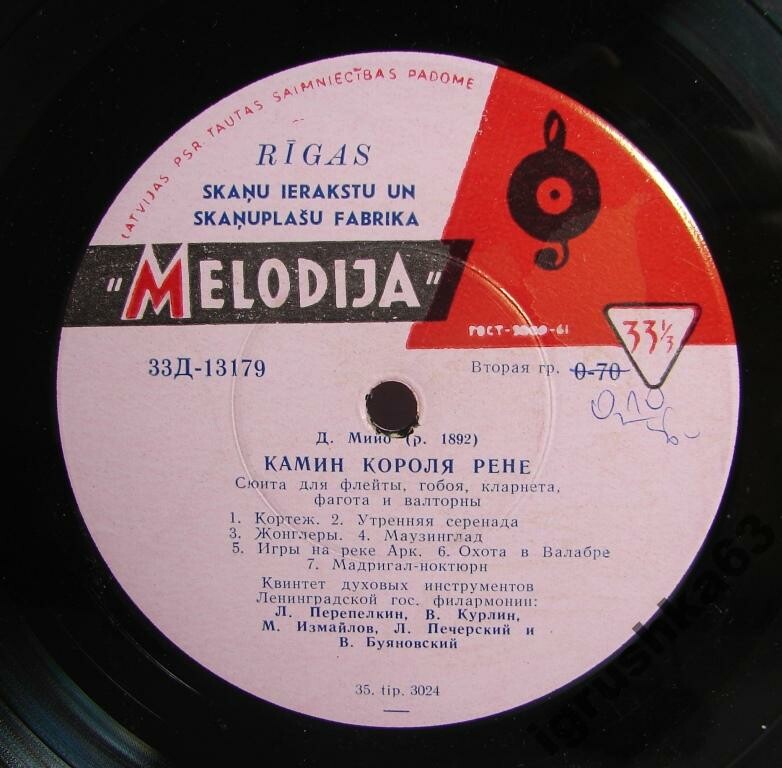 LATVIJAS PSR TAUTAS SAIMNIECĪBAS PADOME
RĪGAS
SKAŅU IERAKSTU UN
SKAŅUPLAŠU FABRIKA
"MELODIJA"
ГОСТ-5289-61
33⅓
33Д-13179
Вторая гр. 0-70
Д. Мийо (р. 1892)
КАМИН КОРОЛЯ РЕНЕ
Сюита для флейты, гобоя, кларнета,
фагота и валторны
1. Кортеж. 2. Утренняя серенада
3. Жонглеры. 4. Маузинглад
5. Игры на реке Арк. 6. Охота в Валабре
7. Мадригал-ноктюрн
Квинтет духовых инструментов
Ленинградской гос. филармонии:
Л. Перепелкин, В. Курлин,
М. Измайлов, Л. Печерский и
В. Буяновский
35. tip. 3024
igrushka63